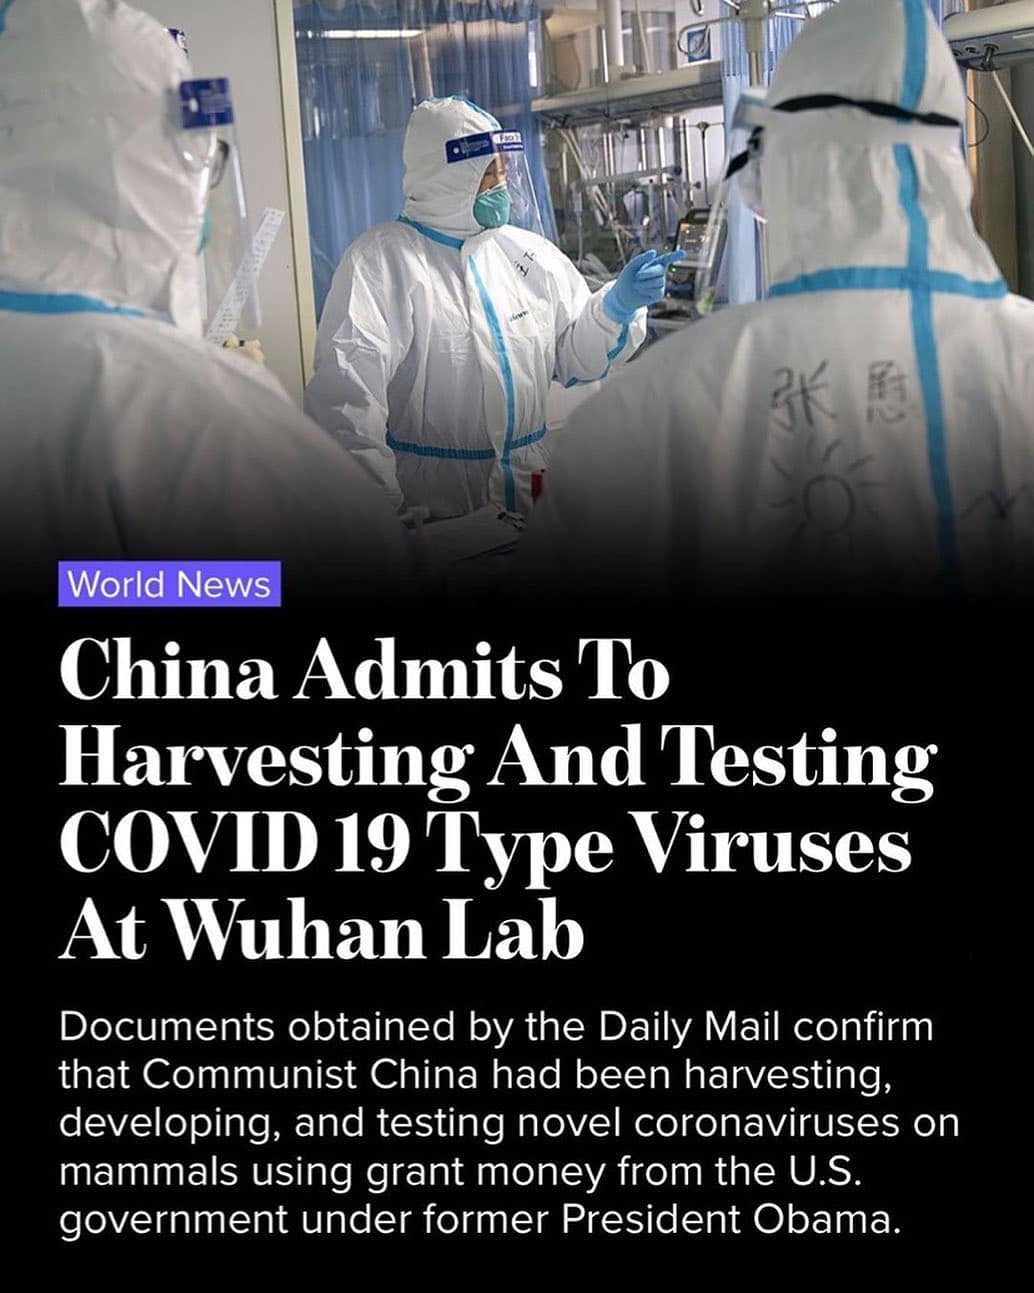 张
World News
China Admits To
Harvesting And Testing
COVID 19 Type Viruses
At Wuhan Lab
Documents obtained by the Daily Mail confirm
that Communist China had been harvesting,
developing, and testing novel coronaviruses on
mammals using grant money from the U.S.
government under former President Obama.